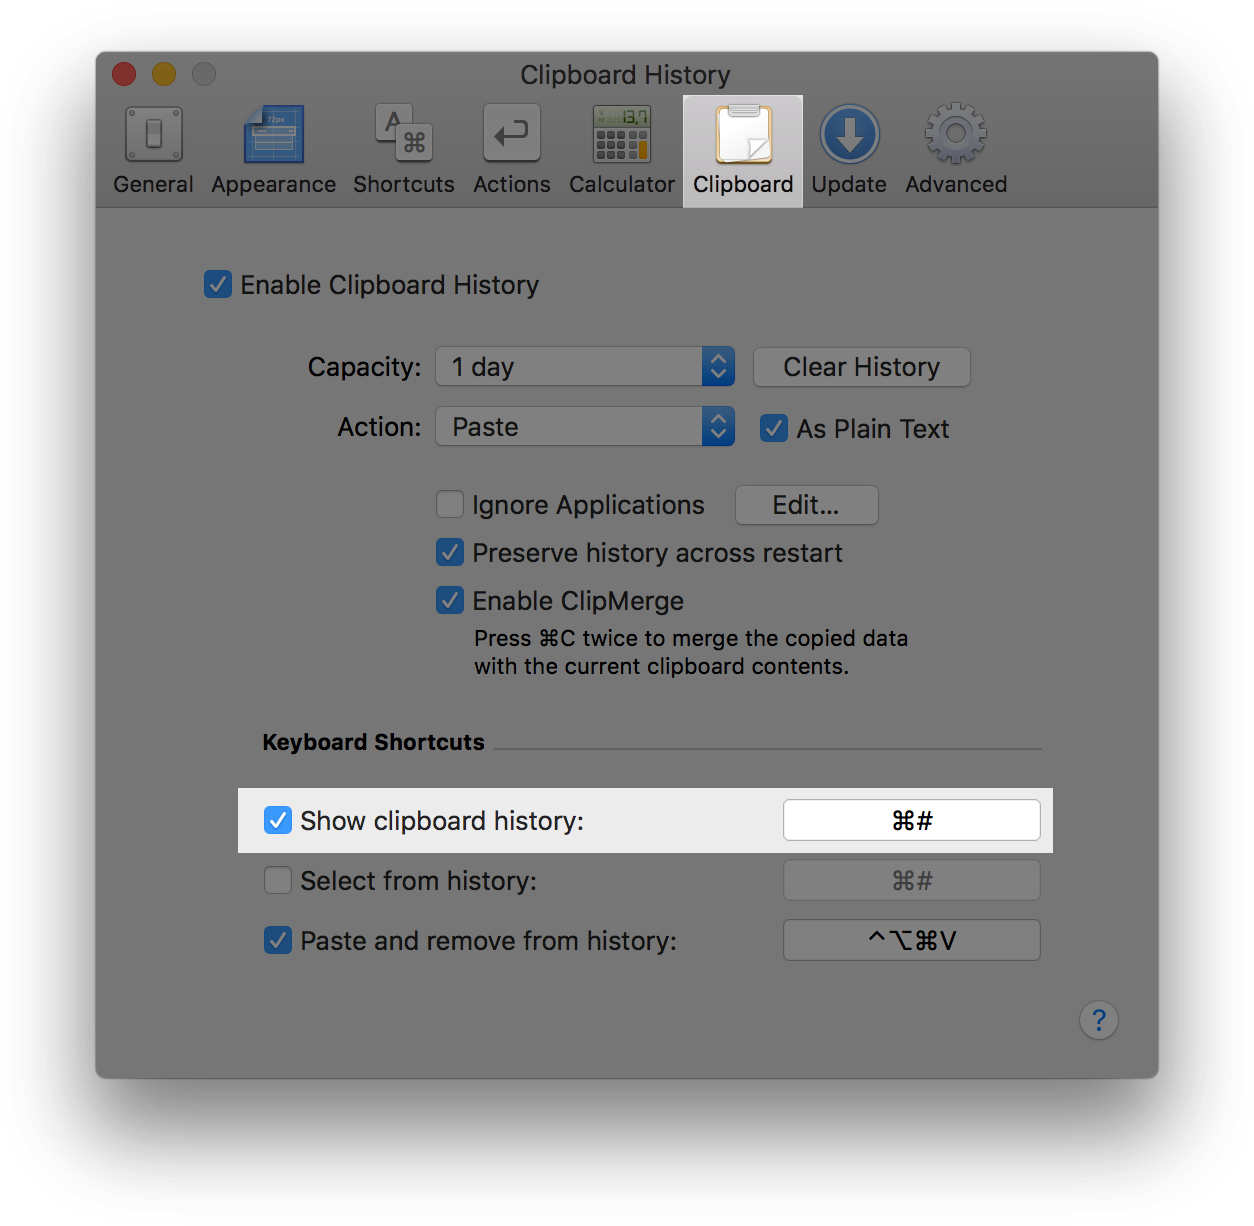 Clipboard History
General Appearance Shortcuts Actions Calculator Clipboard Update Advanced
Enable Clipboard History
Capacity: 1 day Clear History
Action: Paste As Plain Text
Ignore Applications Edit...
Preserve history across restart
Enable ClipMerge
Press ⌘C twice to merge the copied data
with the current clipboard contents.
Keyboard Shortcuts
Show clipboard history: ⌘#
Select from history: ⌘#
Paste and remove from history: ^⌥⌘V
?